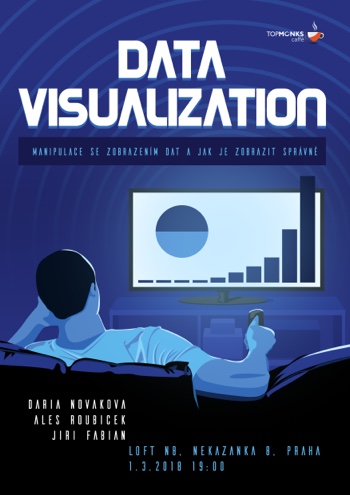 TOPMONKS
caffè
DATA
VISUALIZATION
MANIPULACE SE ZOBRAZENÍM DAT A JAK JE ZOBRAZIT SPRÁVNĚ
DARIA NOVAKOVA
ALES ROUBICEK
JIRI FABIAN
LOFT N8, NEKAZANKA 8, PRAHA
1.3.2018 19:00